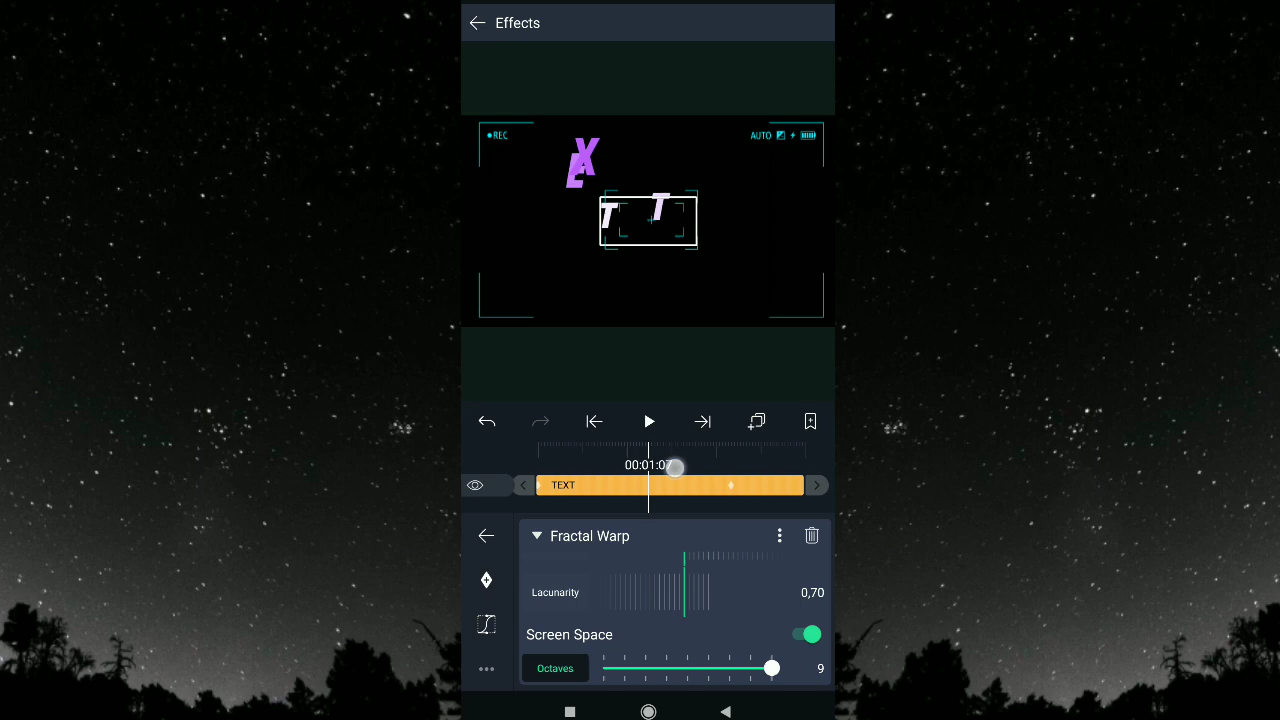 Effects
●REC
AUTO
X
E
T
T
00:01:07
TEXT
Fractal Warp
Lacunarity
0,70
Screen Space
Octaves
9